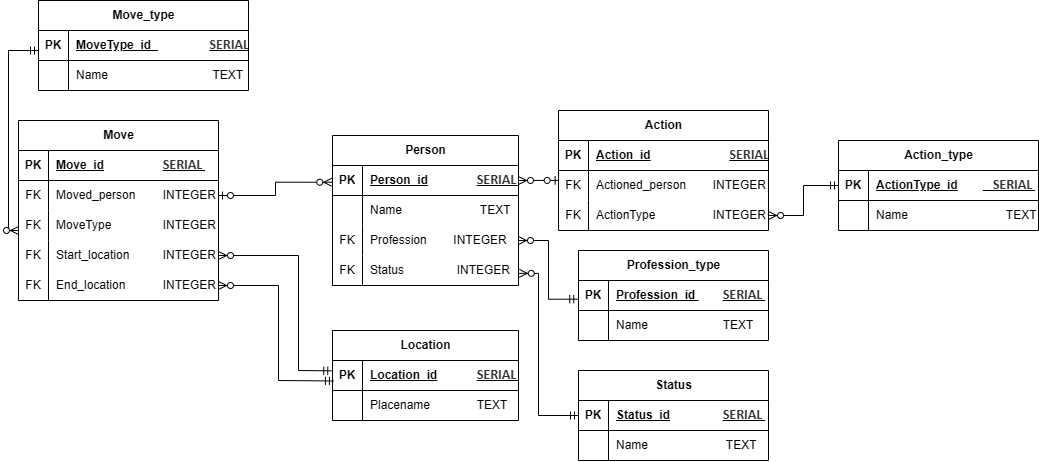 Move_type
PK MoveType_id SERIAL
Name TEXT
Move
PK Move_id SERIAL
FK Moved_person INTEGER
FK MoveType INTEGER
FK Start_location INTEGER
FK End_location INTEGER
Person
PK Person_id SERIAL
Name TEXT
FK Profession INTEGER
FK Status INTEGER
Action
PK Action_id SERIAL
FK Actioned_person INTEGER
FK ActionType INTEGER
Action_type
PK ActionType_id SERIAL
Name TEXT
Profession_type
PK Profession_id SERIAL
Name TEXT
Location
PK Location_id SERIAL
Placename TEXT
Status
PK Status_id SERIAL
Name TEXT